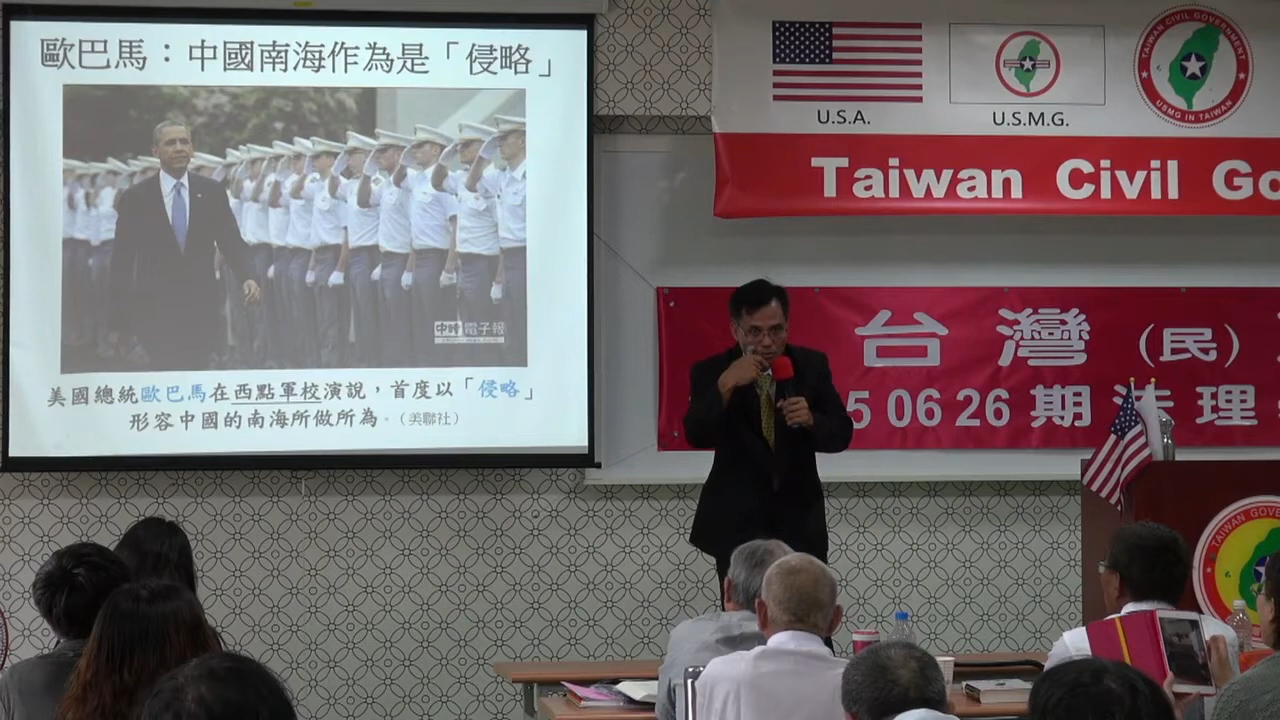 歐巴馬：中國南海作為是「侵略」
中時電子報
美國總統歐巴馬在西點軍校演說，首度以「侵略」
形容中國的南海所做所為。（美聯社）
U.S.A.
U.S.M.G.
TAIWAN CIVIL GOVERNMENT
USMG IN TAIWAN
Taiwan Civil Go
台灣（民）
5 06 26 期 法 理
TAIWAN GOVER